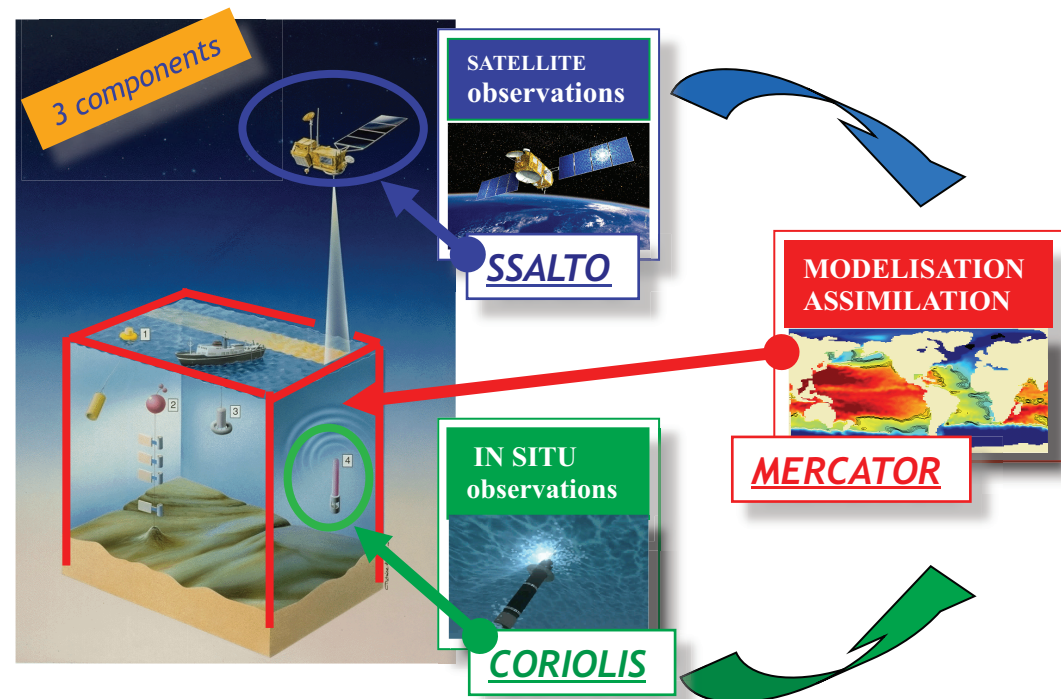 3 components
SATELLITE
observations
SSALTO
MODELISATION
ASSIMILATION
MERCATOR
1
2
3
4
IN SITU
observations
CORIOLIS